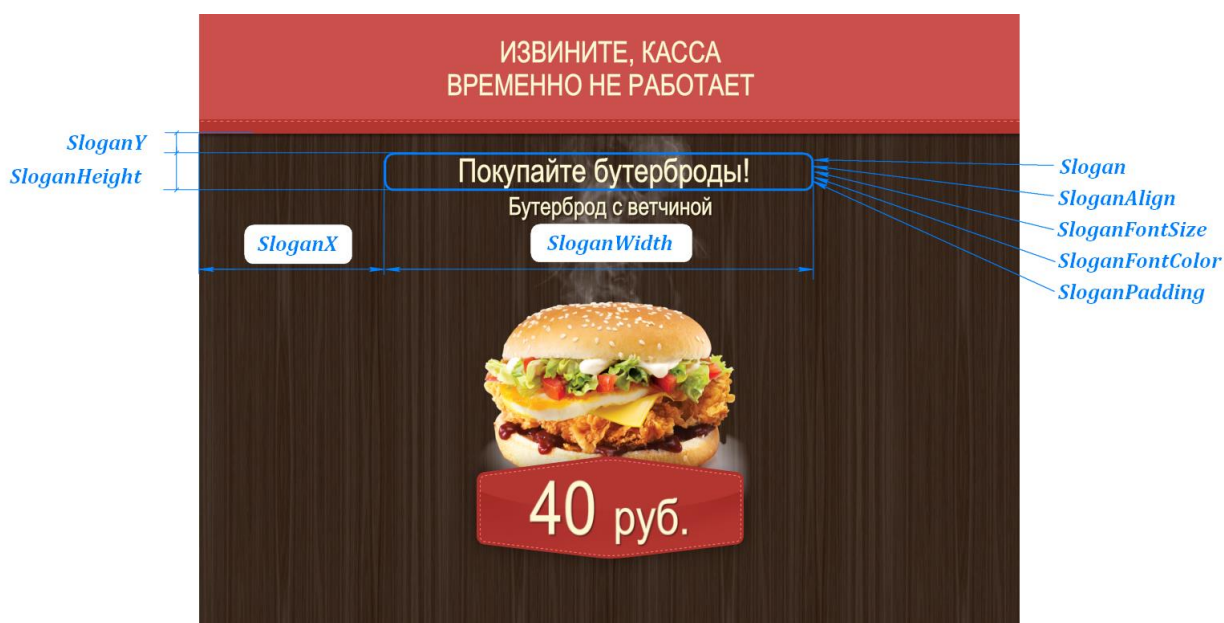 ИЗВИНИТЕ, КАССА
ВРЕМЕННО НЕ РАБОТАЕТ
SloganY
SloganHeight
Покупайте бутерброды!
Бутерброд с ветчиной
SloganX
SloganWidth
Slogan
SloganAlign
SloganFontSize
SloganFontColor
SloganPadding
40 руб.